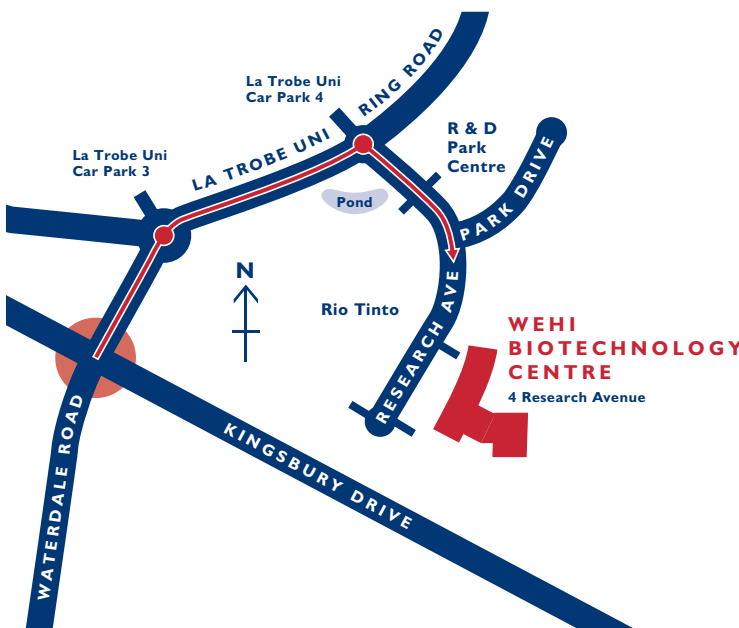 La Trobe Uni
Car Park 4
RING ROAD
La Trobe Uni
Car Park 3
LA TROBE UNI
R & D
Park
Centre
PARK DRIVE
Pond
N
Rio Tinto
RESEARCH AVE
WEHI
BIOTECHNOLOGY
CENTRE
4 Research Avenue
KINGSBURY DRIVE
WATERDALE ROAD